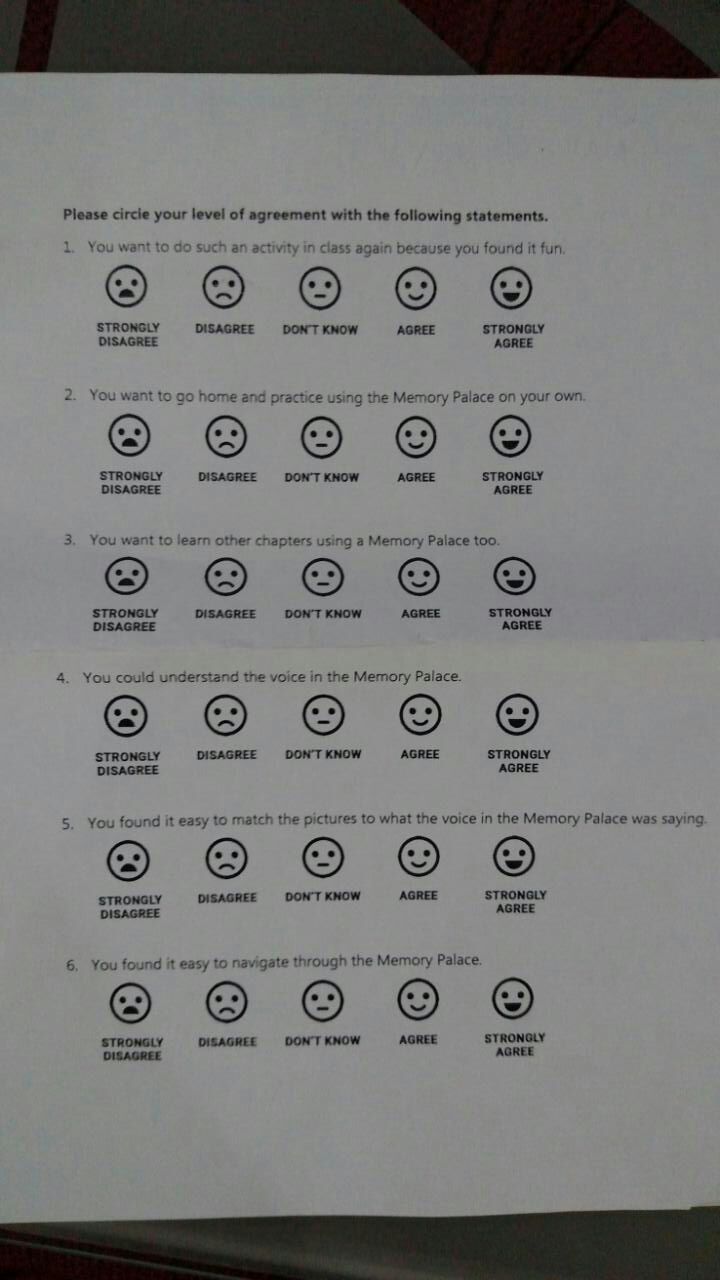 Please circle your level of agreement with the following statements.
1. You want to do such an activity in class again because you found it fun.
STRONGLY DISAGREE DISAGREE DON'T KNOW AGREE STRONGLY AGREE
2. You want to go home and practice using the Memory Palace on your own.
STRONGLY DISAGREE DISAGREE DON'T KNOW AGREE STRONGLY AGREE
3. You want to learn other chapters using a Memory Palace too.
STRONGLY DISAGREE DISAGREE DON'T KNOW AGREE STRONGLY AGREE
4. You could understand the voice in the Memory Palace.
STRONGLY DISAGREE DISAGREE DON'T KNOW AGREE STRONGLY AGREE
5. You found it easy to match the pictures to what the voice in the Memory Palace was saying.
STRONGLY DISAGREE DISAGREE DON'T KNOW AGREE STRONGLY AGREE
6. You found it easy to navigate through the Memory Palace.
STRONGLY DISAGREE DISAGREE DON'T KNOW AGREE STRONGLY AGREE